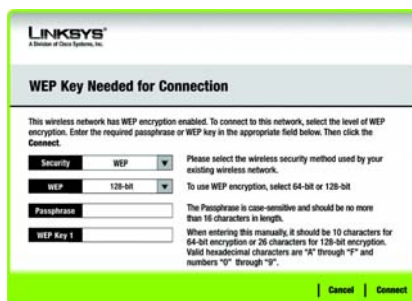 LINKSYS®
A Division of Cisco Systems, Inc.
WEP Key Needed for Connection
This wireless network has WEP encryption enabled. To connect to this network, select the level of WEP
encryption. Enter the required passphrase or WEP key in the appropriate field below. Then click the
Connect.
Security WEP Please select the wireless security method used by your
existing wireless network.
WEP 128-bit To use WEP encryption, select 64-bit or 128-bit
Passphrase The Passphrase is case-sensitive and should be no more
than 16 characters in length.
WEP Key 1 When entering this manually, it should be 10 characters for
64-bit encryption or 26 characters for 128-bit encryption.
Valid hexadecimal characters are "A" through "F" and
numbers "0" through "9".
Cancel Connect